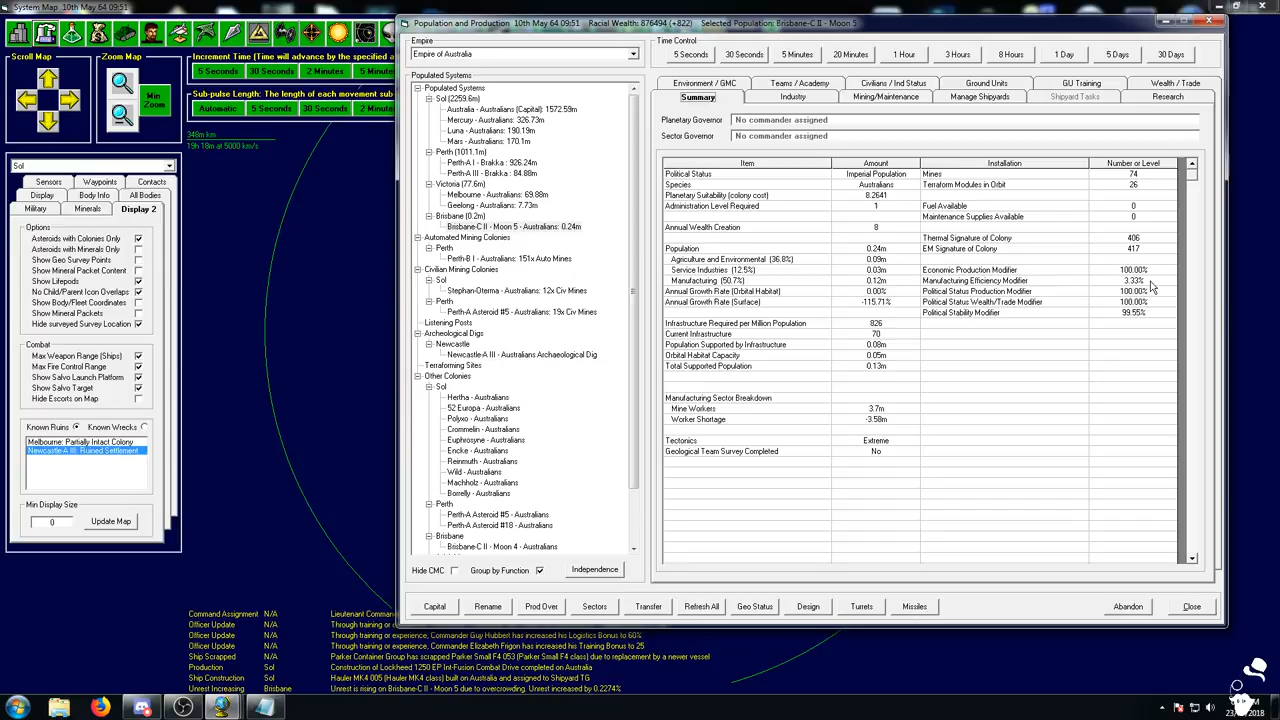 System Map  10th May 64 09:51
Scroll Map
Zoom Map
Min Zoom
Increment Time (Time will advance by the specified a
5 Seconds
30 Seconds
2 Minutes
5 Minutes
Sub-pulse Length: The length of each movement sub
Automatic
5 Seconds
30 Seconds
2 Minutes
348m km
19h 18m at 5000 km/s
Sol
Sensors
Waypoints
Contacts
Display
Body Info
All Bodies
Military
Minerals
Display 2
Options
Asteroids with Colonies Only
Asteroids with Minerals Only
Show Geo Survey Points
Show Mineral Packet Content
Show Lifepods
No Child/Parent Icon Overlaps
Show Body/Fleet Coordinates
Show Mineral Packets
Hide surveyed Survey Location
Combat
Max Weapon Range (Ships)
Max Fire Control Range
Show Salvo Launch Platform
Show Salvo Target
Hide Escorts on Map
Known Ruins
Known Wrecks
Melbourne: Partially Intact Colony
Newcastle-A III: Ruined Settlement
Min Display Size
0
Update Map
Population and Production  10th May 64 09:51  Racial Wealth: 876494 (+822)  Selected Population: Brisbane-C II - Moon 5
Empire
Empire of Australia
Time Control
5 Seconds
30 Seconds
5 Minutes
20 Minutes
1 Hour
3 Hours
8 Hours
1 Day
5 Days
30 Days
Populated Systems
Populated Systems
Sol (2259.6m)
Australia - Australians (Capital): 1572.59m
Mercury - Australians: 326.73m
Luna - Australians: 190.19m
Mars - Australians: 170.1m
Perth (1011.1m)
Perth-A I - Brakka : 926.24m
Perth-A III - Brakka : 84.88m
Victoria (77.6m)
Melbourne - Australians: 69.88m
Geelong - Australians: 7.73m
Brisbane (0.2m)
Brisbane-C II - Moon 5 - Australians: 0.24m
Automated Mining Colonies
Perth
Perth-B I - Australians: 151x Auto Mines
Civilian Mining Colonies
Sol
Stephan-Oterma - Australians: 12x Civ Mines
Perth
Perth-A Asteroid #5 - Australians: 19x Civ Mines
Listening Posts
Archeological Digs
Newcastle
Newcastle-A III - Australians Archaeological Dig
Terraforming Sites
Other Colonies
Sol
Hertha - Australians
52 Europa - Australians
Polyxo - Australians
Crommelin - Australians
Euphrosyne - Australians
Encke - Australians
Reinmuth - Australians
Wild - Australians
Machholz - Australians
Borrelly - Australians
Perth
Perth-A Asteroid #5 - Australians
Perth-A Asteroid #18 - Australians
Brisbane
Brisbane-C II - Moon 4 - Australians
Hide CMC
Group by Function
Independence
Environment / GMC
Teams / Academy
Civilians / Ind Status
Ground Units
GU Training
Wealth / Trade
Summary
Industry
Mining/Maintenance
Manage Shipyards
Shipyard Tasks
Research
Planetary Governor
No commander assigned
Sector Governor
No commander assigned
Item  Amount  Installation  Number or Level
Political Status  Imperial Population  Mines  74
Species  Australians  Terraform Modules in Orbit  26
Planetary Suitability (colony cost)  8.2641
Administration Level Required  1  Fuel Available  0
Maintenance Supplies Available  0
Annual Wealth Creation  8
Thermal Signature of Colony  406
Population  0.24m  EM Signature of Colony  417
Agriculture and Environmental (36.8%)  0.09m
Service Industries (12.5%)  0.03m  Economic Production Modifier  100.00%
Manufacturing (50.7%)  0.12m  Manufacturing Efficiency Modifier  3.33%
Annual Growth Rate (Orbital Habitat)  0.00%  Political Status Production Modifier  100.00%
Annual Growth Rate (Surface)  -115.71%  Political Status Wealth/Trade Modifier  100.00%
Political Stability Modifier  99.55%
Infrastructure Required per Million Population  826
Current Infrastructure  70
Population Supported by Infrastructure  0.08m
Orbital Habitat Capacity  0.05m
Total Supported Population  0.13m
Manufacturing Sector Breakdown
Mine Workers  3.7m
Worker Shortage  -3.58m
Tectonics  Extreme
Geological Team Survey Completed  No
Capital
Rename
Prod Over
Sectors
Transfer
Refresh All
Geo Status
Design
Turrets
Missiles
Abandon
Close
Command Assignment  N/A  Lieutenant Comman
Officer Update  N/A  Through training or e
Officer Update  N/A  Through training or experience, Commander Guy Hubbert has increased his Logistics Bonus to 60%
Officer Update  N/A  Through training or experience, Commander Elizabeth Frigon has increased his Training Bonus to 25
Ship Scrapped  N/A  Parker Container Group has scrapped Parker Small F4 053 (Parker Small F4 class) due to replacement by a newer vessel
Production  Sol  Construction of Lockheed 1250 EP Int-Fusion Combat Drive completed on Australia
Ship Construction  Sol  Hauler MK4 005 (Hauler MK4 class) built on Australia and assigned to Shipyard TG
Unrest Increasing  Brisbane  Unrest is rising on Brisbane-C II - Moon 5 due to overcrowding. Unrest increased by 0.2274%